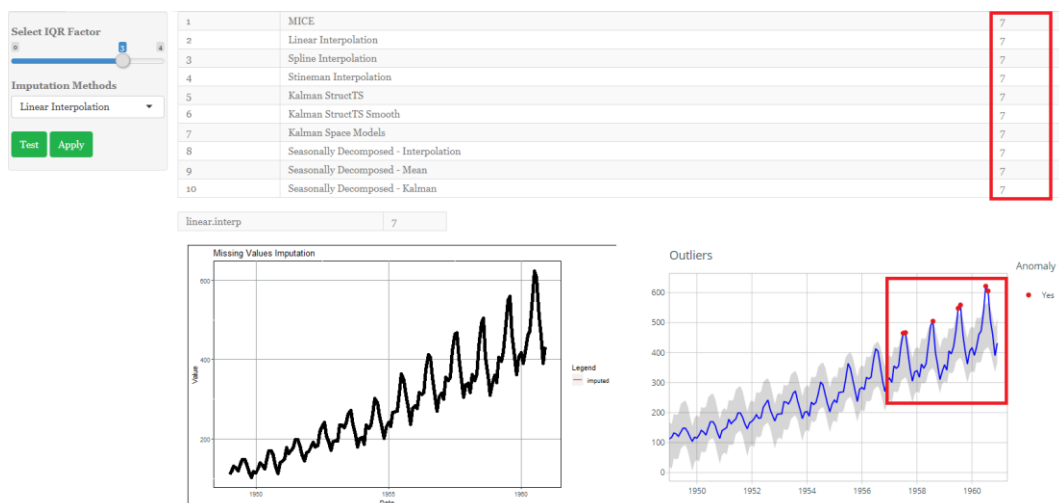 Select IQR Factor
0 3 4
Imputation Methods
Linear Interpolation
Test Apply
1 MICE 7
2 Linear Interpolation 7
3 Spline Interpolation 7
4 Stineman Interpolation 7
5 Kalman StructTS 7
6 Kalman StructTS Smooth 7
7 Kalman Space Models 7
8 Seasonally Decomposed - Interpolation 7
9 Seasonally Decomposed - Mean 7
10 Seasonally Decomposed - Kalman 7
linear.interp 7
Missing Values Imputation
600
400
200
Value
1950 1955 1960
Date
Legend
imputed
Outliers
600
500
400
300
200
100
0
1950 1952 1954 1956 1958 1960
Anomaly
Yes